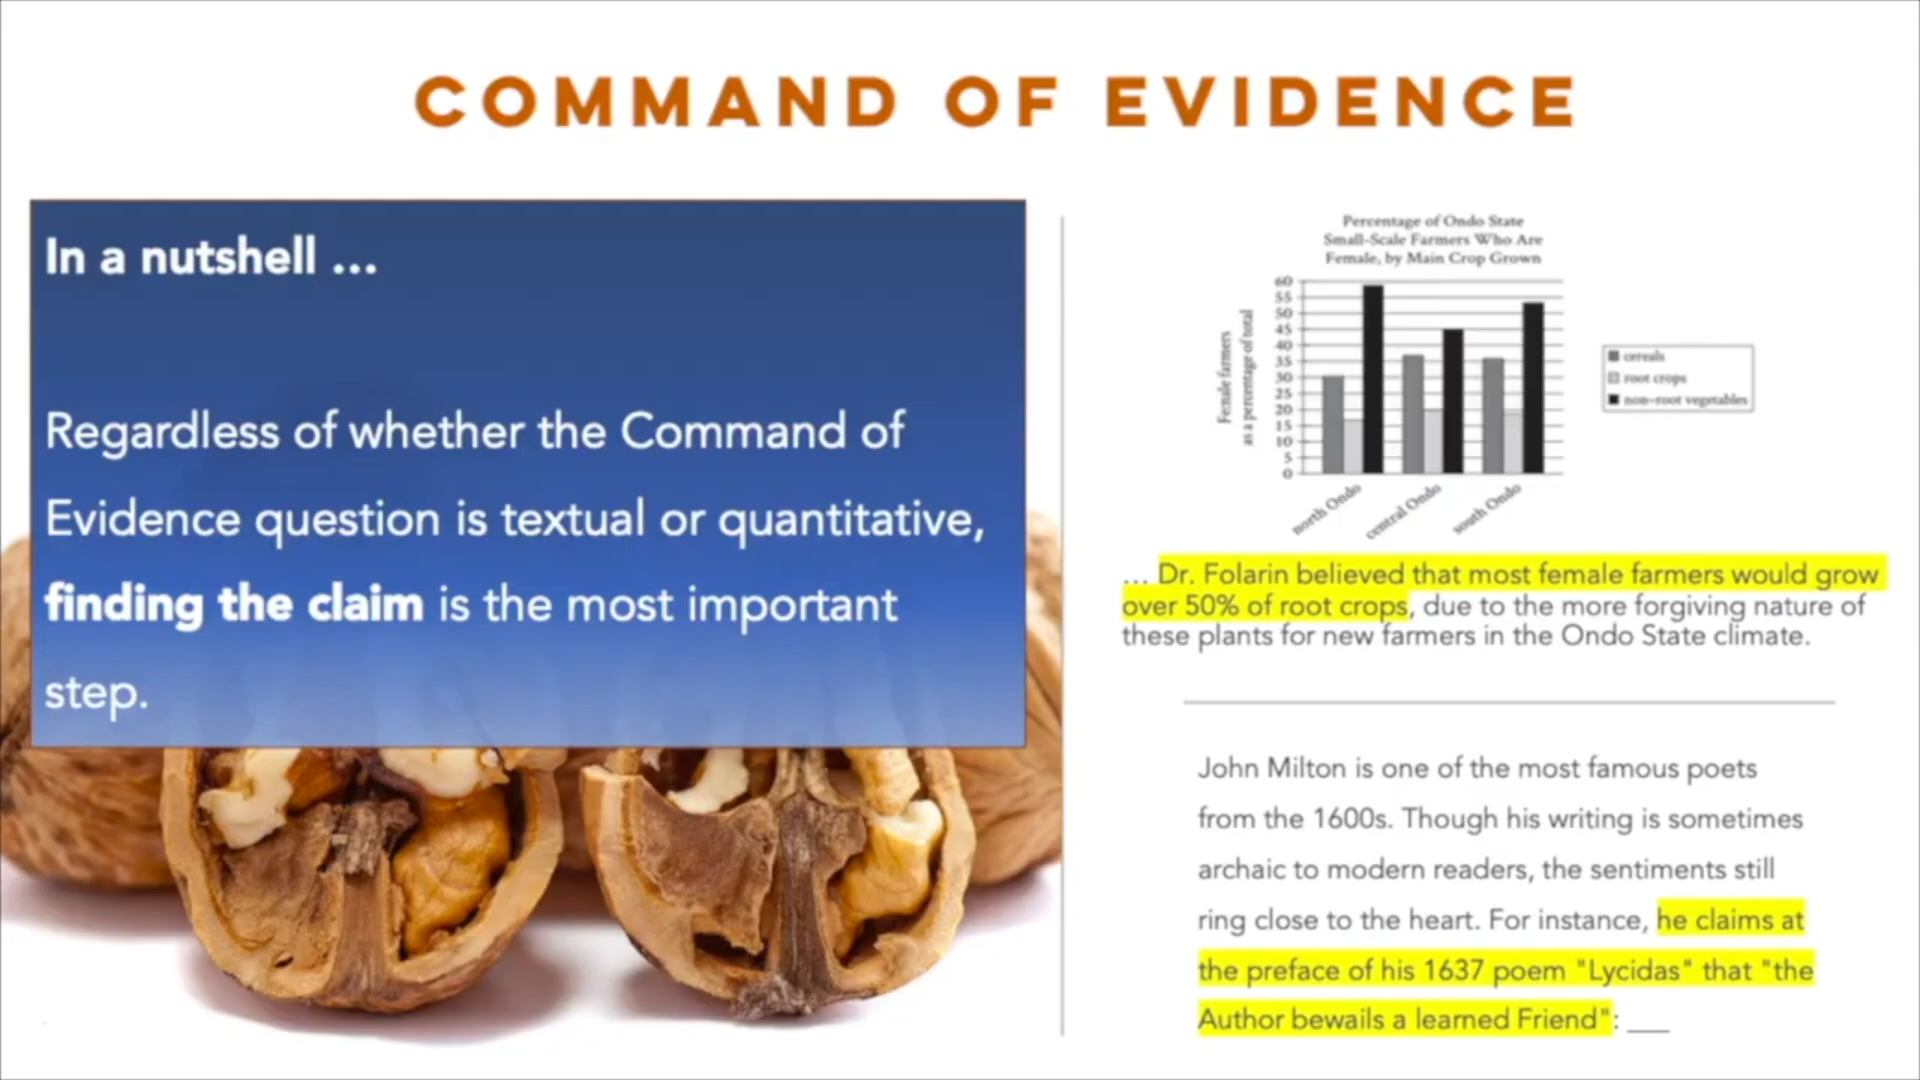 COMMAND OF EVIDENCE
In a nutshell ...
Regardless of whether the Command of
Evidence question is textual or quantitative,
finding the claim is the most important
step.
Percentage of Ondo State
Small-Scale Farmers Who Are
Female, by Main Crop Grown
Female farmers
as a percentage of total
60
55
50
45
40
35
30
25
20
15
10
5
0
north Ondo
central Ondo
south Ondo
cereals
root crops
non-root vegetables
... Dr. Folarin believed that most female farmers would grow
over 50% of root crops, due to the more forgiving nature of
these plants for new farmers in the Ondo State climate.
John Milton is one of the most famous poets
from the 1600s. Though his writing is sometimes
archaic to modern readers, the sentiments still
ring close to the heart. For instance, he claims at
the preface of his 1637 poem "Lycidas" that "the
Author bewails a learned Friend": ___